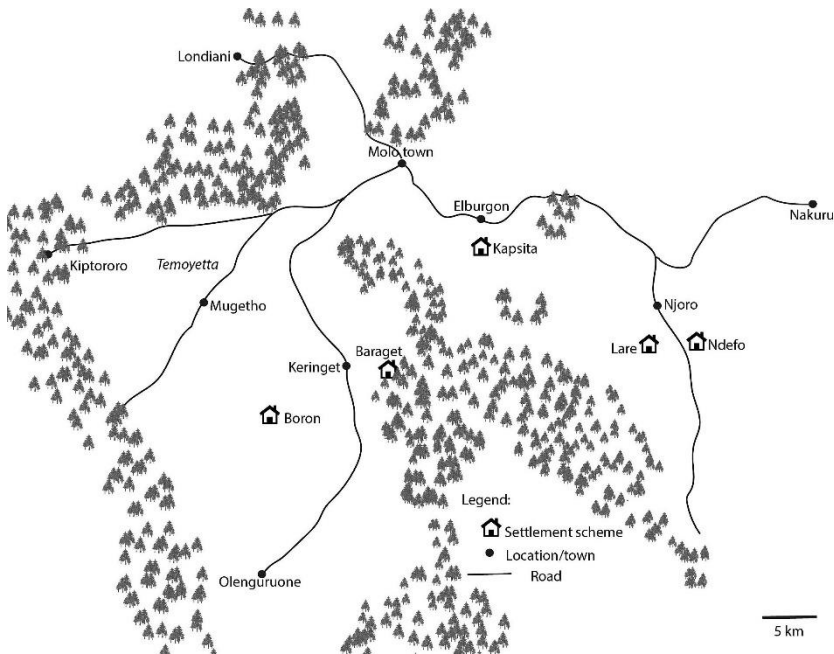 Londiani
Molo town
Elburgon
Nakuru
Kapsita
Kiptororo
Temoyetta
Mugetho
Njoro
Baraget
Lare
Ndefo
Keringet
Boron
Legend:
Settlement scheme
Location/town
Road
Olenguruone
5 km